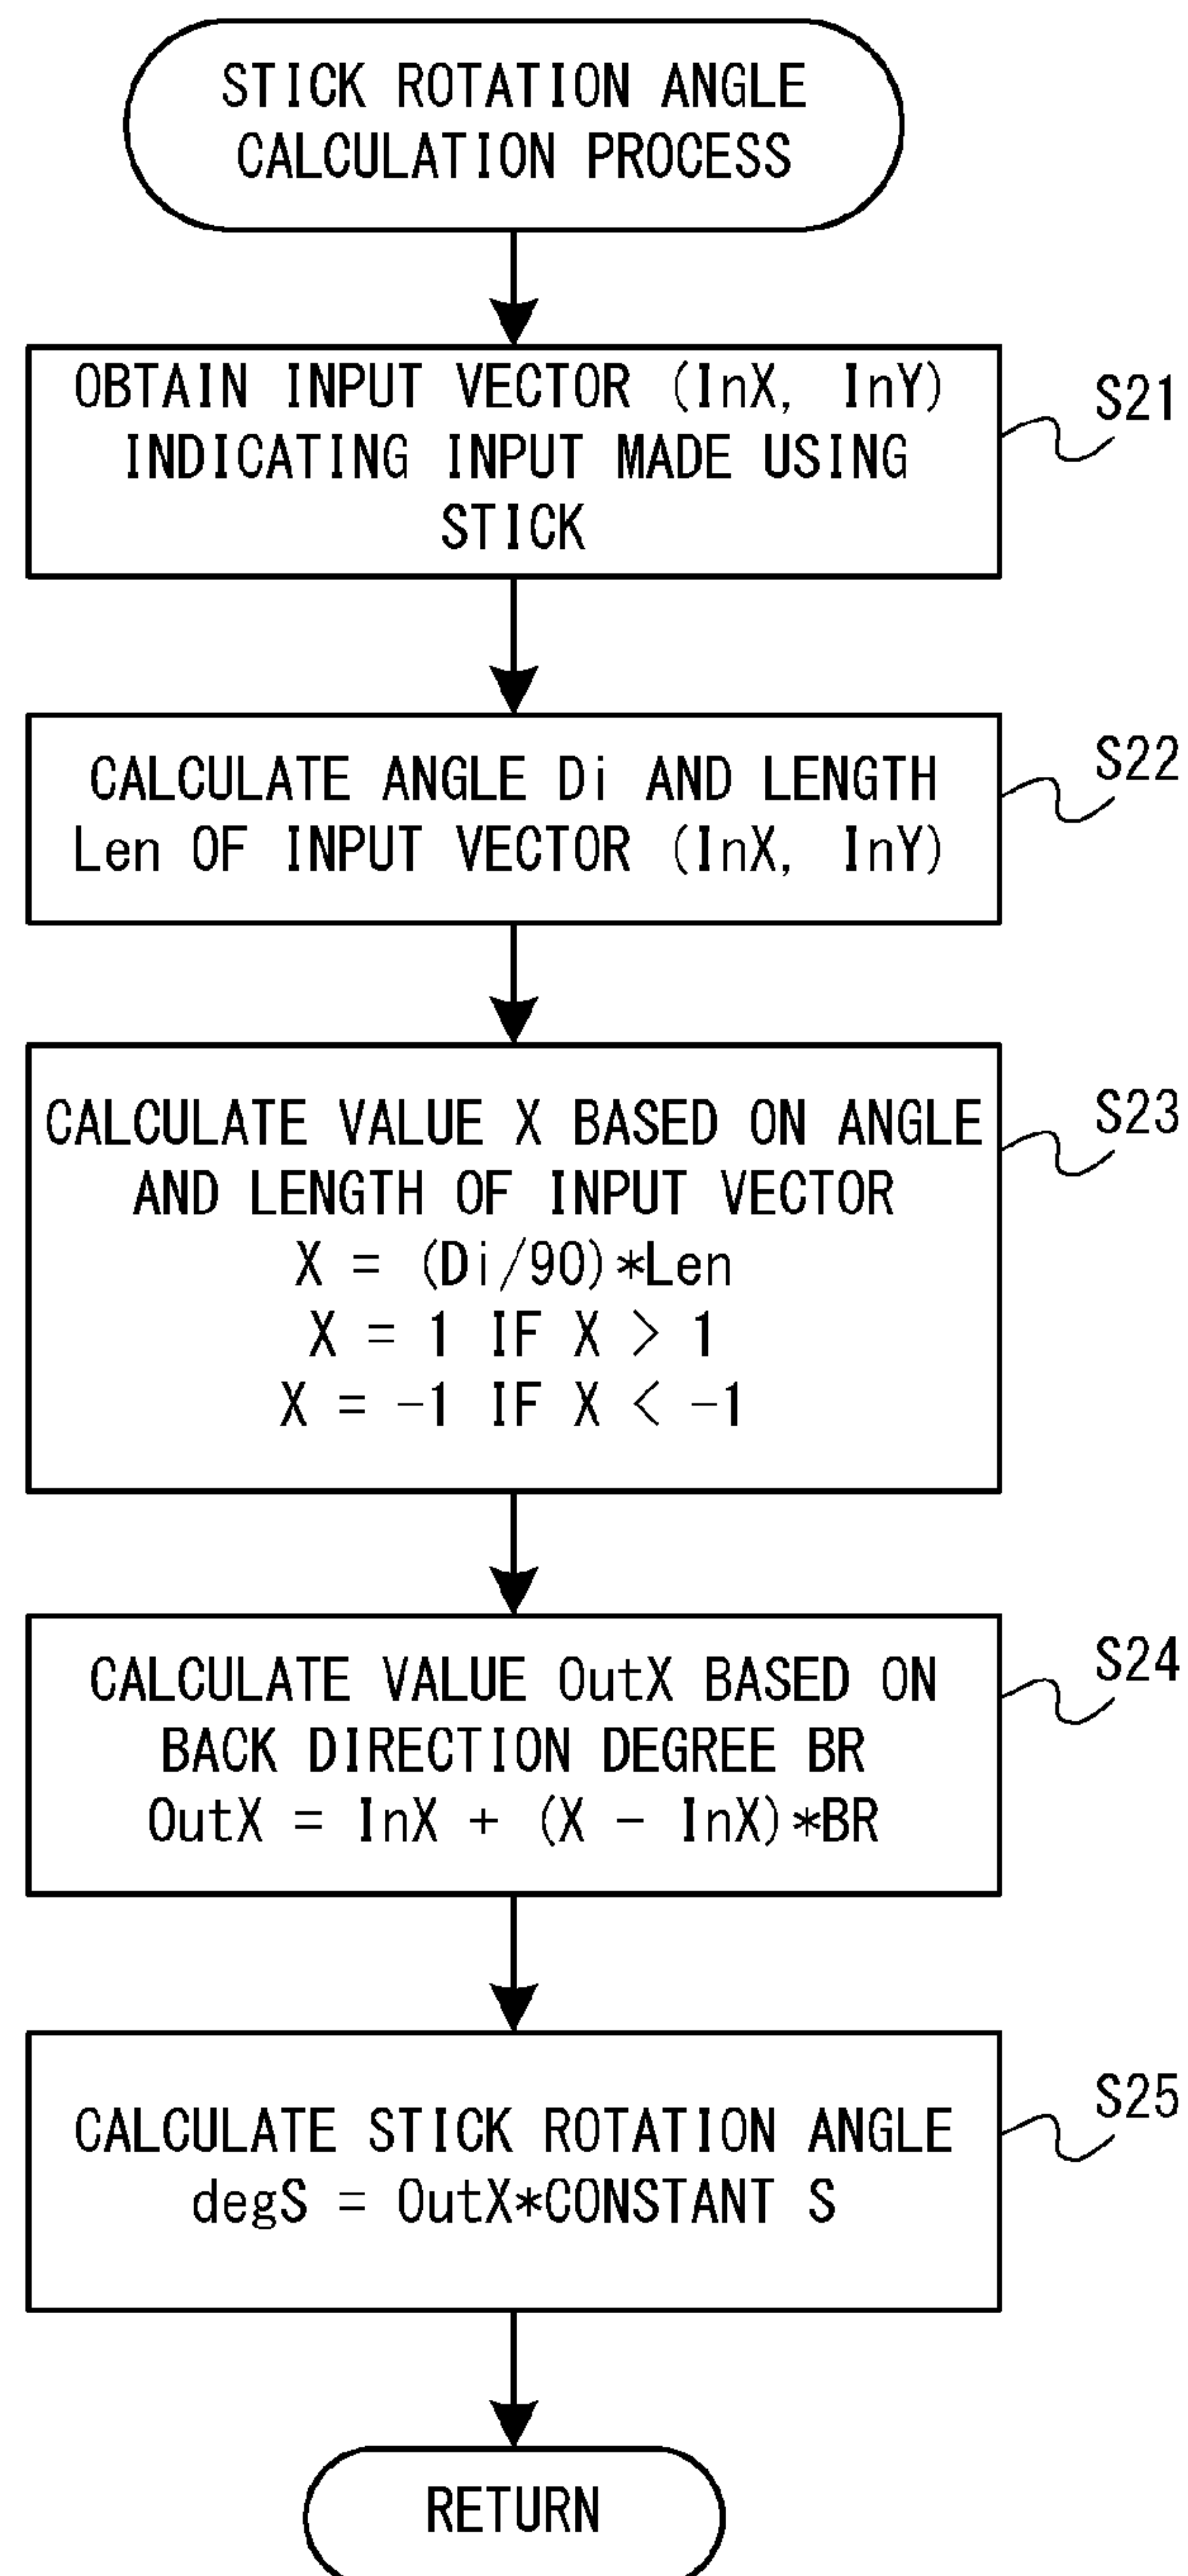 STICK ROTATION ANGLE
CALCULATION PROCESS
OBTAIN INPUT VECTOR (InX, InY)
INDICATING INPUT MADE USING
STICK
S21
CALCULATE ANGLE Di AND LENGTH
Len OF INPUT VECTOR (InX, InY)
S22
CALCULATE VALUE X BASED ON ANGLE
AND LENGTH OF INPUT VECTOR
X = (Di/90)*Len
X = 1 IF X > 1
X = -1 IF X < -1
S23
CALCULATE VALUE OutX BASED ON
BACK DIRECTION DEGREE BR
OutX = InX + (X - InX)*BR
S24
CALCULATE STICK ROTATION ANGLE
degS = OutX*CONSTANT S
S25
RETURN